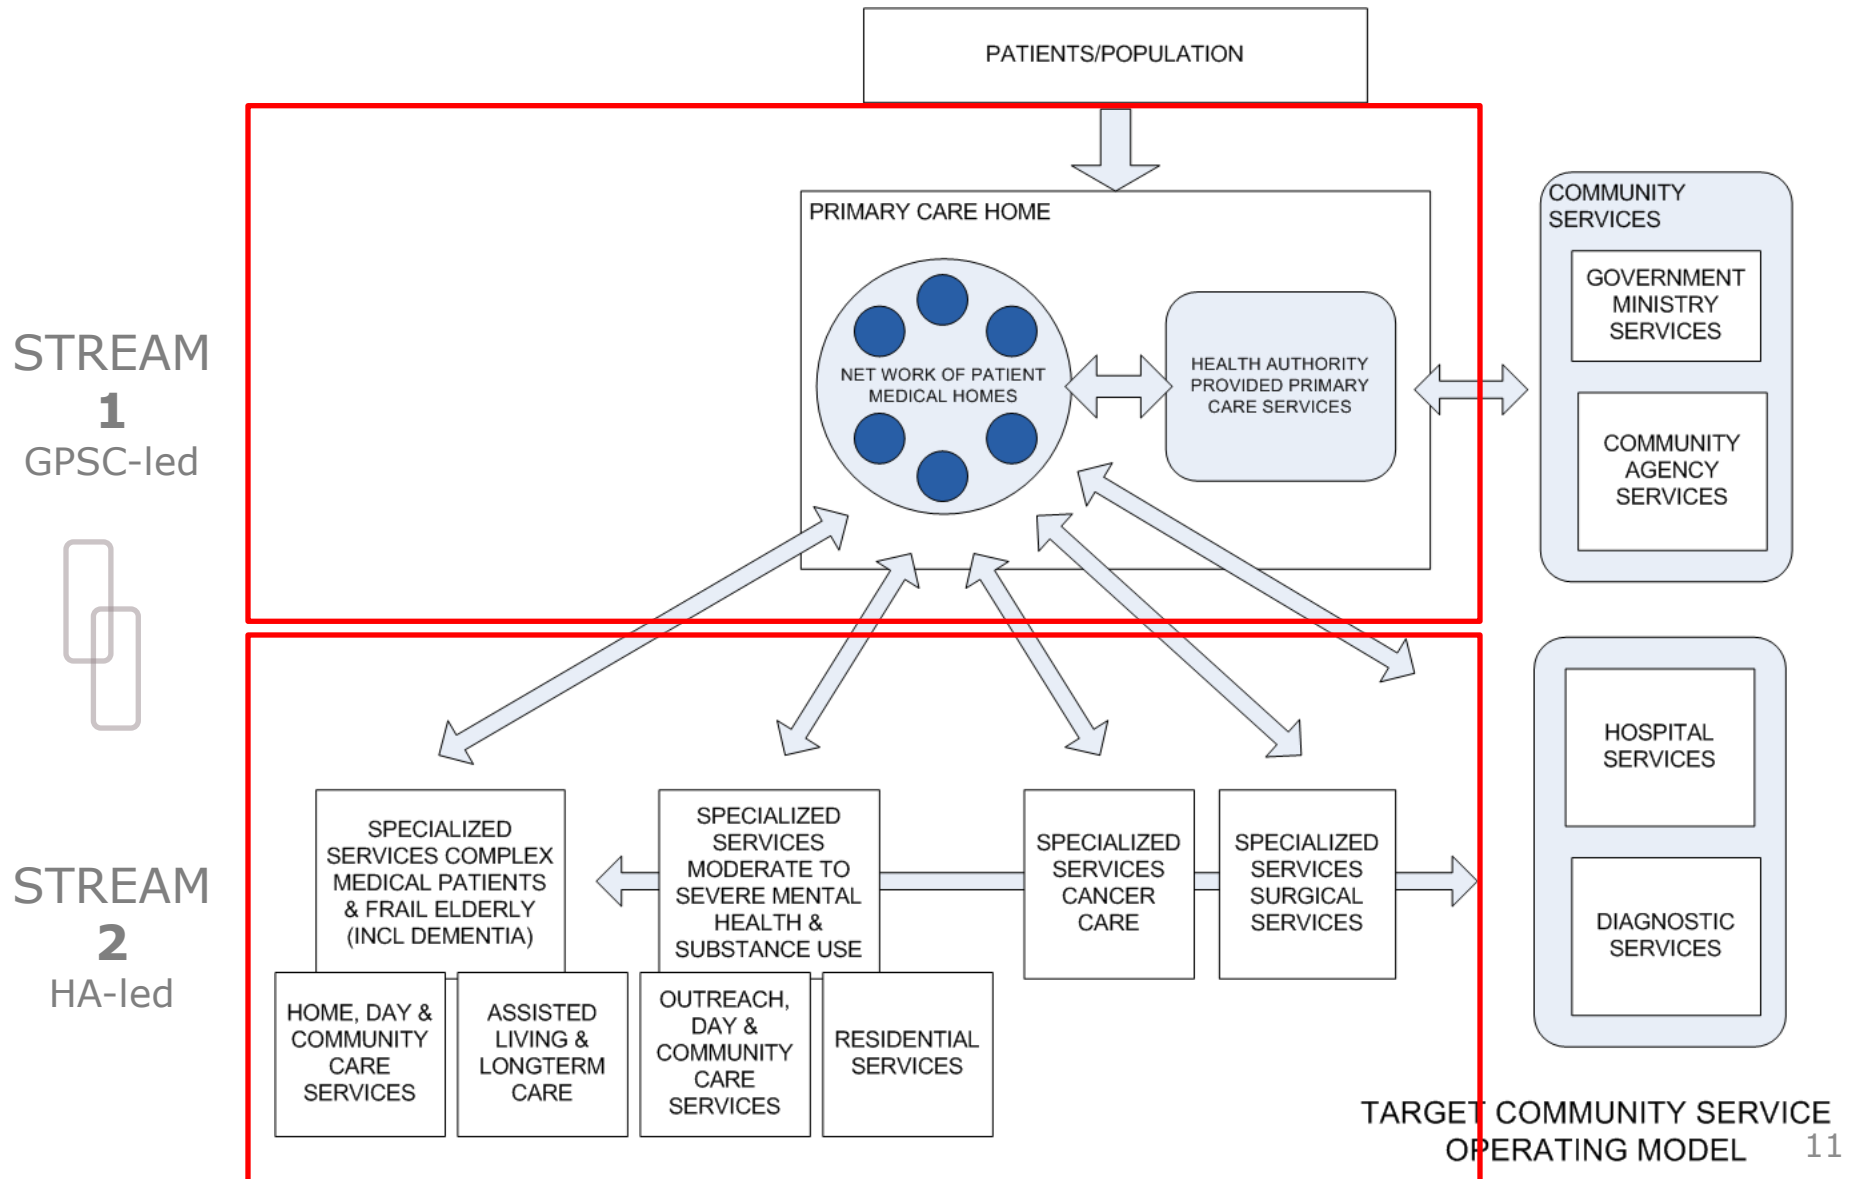 PATIENTS/POPULATION
STREAM
1
GPSC-led
PRIMARY CARE HOME
NET WORK OF PATIENT
MEDICAL HOMES
HEALTH AUTHORITY
PROVIDED PRIMARY
CARE SERVICES
COMMUNITY
SERVICES
GOVERNMENT
MINISTRY
SERVICES
COMMUNITY
AGENCY
SERVICES
STREAM
2
HA-led
SPECIALIZED
SERVICES COMPLEX
MEDICAL PATIENTS
& FRAIL ELDERLY
(INCL DEMENTIA)
HOME, DAY &
COMMUNITY
CARE
SERVICES
ASSISTED
LIVING &
LONGTERM
CARE
SPECIALIZED
SERVICES
MODERATE TO
SEVERE MENTAL
HEALTH &
SUBSTANCE USE
OUTREACH,
DAY &
COMMUNITY
CARE
SERVICES
RESIDENTIAL
SERVICES
SPECIALIZED
SERVICES
CANCER
CARE
SPECIALIZED
SERVICES
SURGICAL
SERVICES
HOSPITAL
SERVICES
DIAGNOSTIC
SERVICES
TARGET COMMUNITY SERVICE
OPERATING MODEL
11